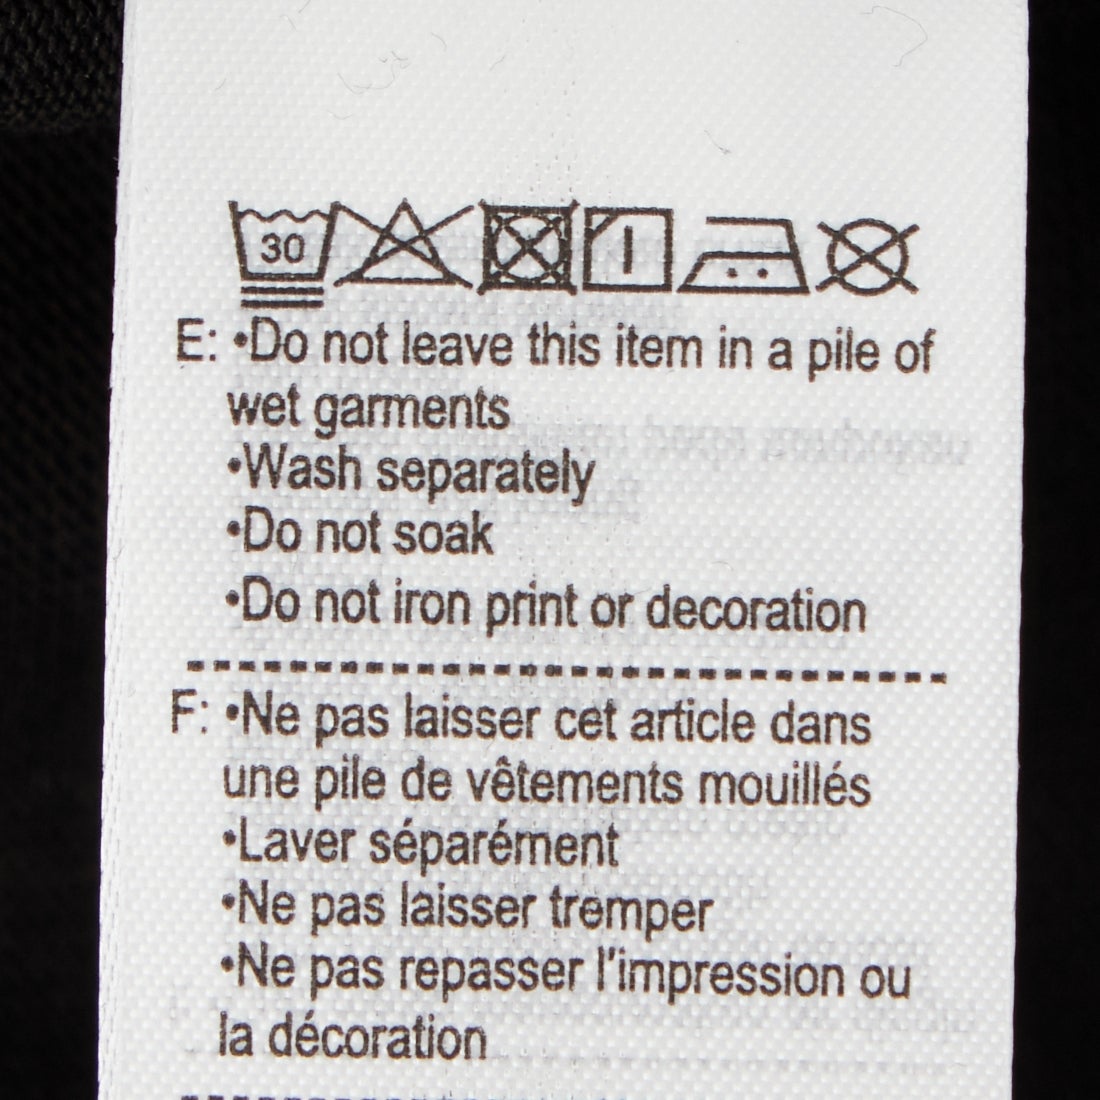 30
E: •Do not leave this item in a pile of
wet garments
•Wash separately
•Do not soak
•Do not iron print or decoration
F: •Ne pas laisser cet article dans
une pile de vêtements mouillés
•Laver séparément
•Ne pas laisser tremper
•Ne pas repasser l'impression ou
la décoration